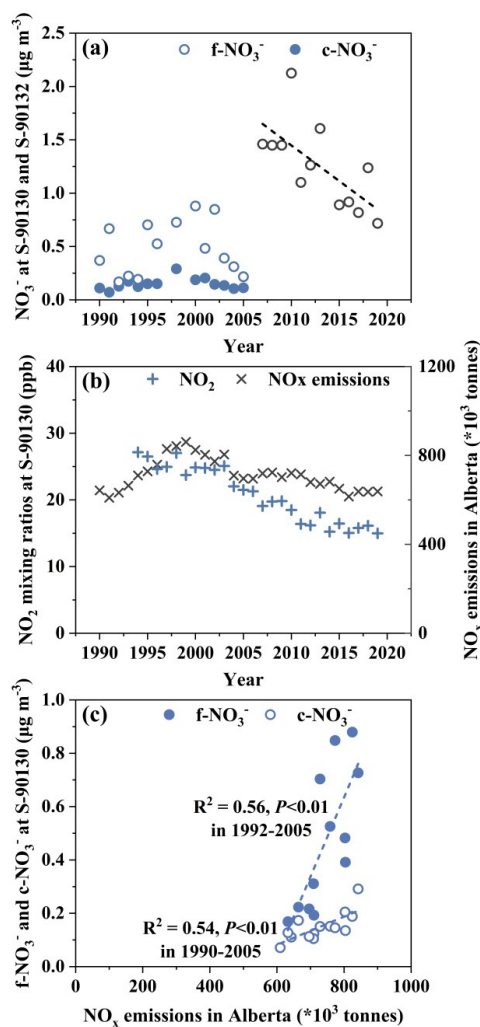 (a)
f-NO₃⁻ c-NO₃⁻
NO₃⁻ at S-90130 and S-90132 (µg m⁻³)
2.5
2.0
1.5
1.0
0.5
0.0
1990 1995 2000 2005 2010 2015 2020
Year
(b)
NO₂ NOx emissions
NO₂ mixing ratios at S-90130 (ppb)
40
30
20
10
0
1200
800
400
0
NOₓ emissions in Alberta (*10³ tonnes)
1990 1995 2000 2005 2010 2015 2020
Year
(c)
f-NO₃⁻ c-NO₃⁻
f-NO₃⁻ and c-NO₃⁻ at S-90130 (µg m⁻³)
1.0
0.8
0.6
0.4
0.2
0.0
R² = 0.56, P<0.01
in 1992-2005
R² = 0.54, P<0.01
in 1990-2005
0 200 400 600 800 1000
NOₓ emissions in Alberta (*10³ tonnes)